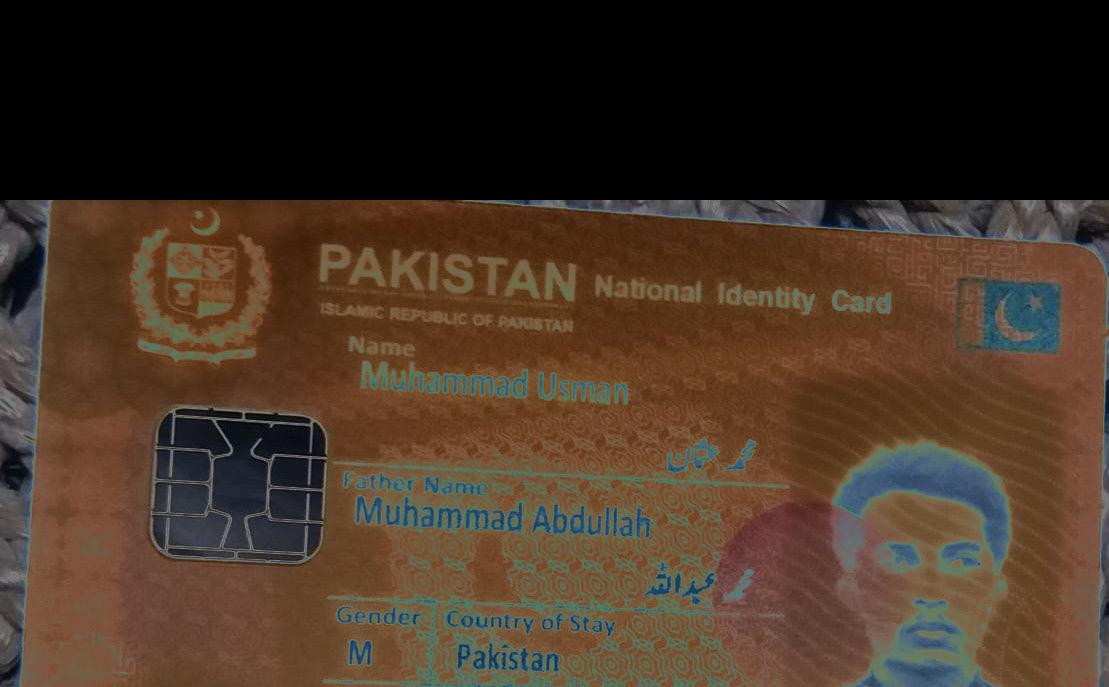 PAKISTAN National Identity Card
ISLAMIC REPUBLIC OF PAKISTAN
Name
Muhammad Usman
محمد عثمان
Father Name
Muhammad Abdullah
محمد عبداللہ
Gender Country of Stay
M Pakistan